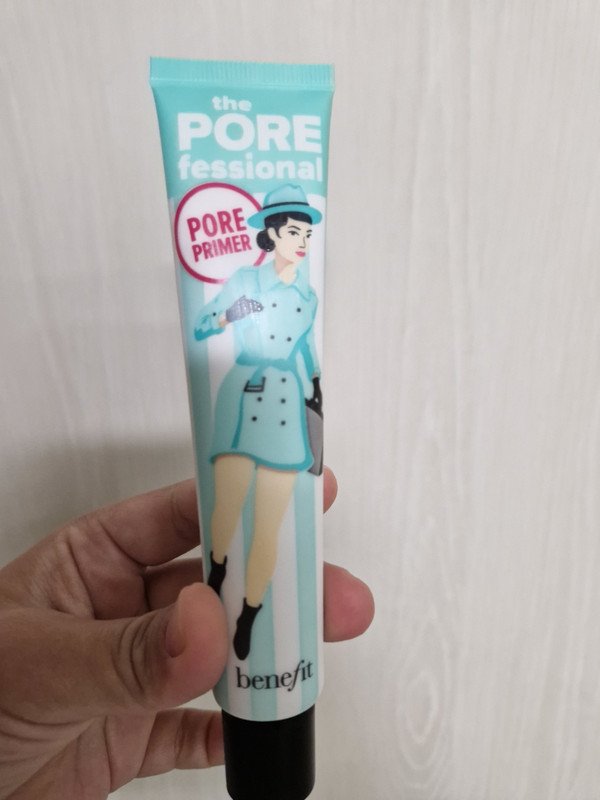 the
PORE
fessional
PORE
PRIMER
benefit